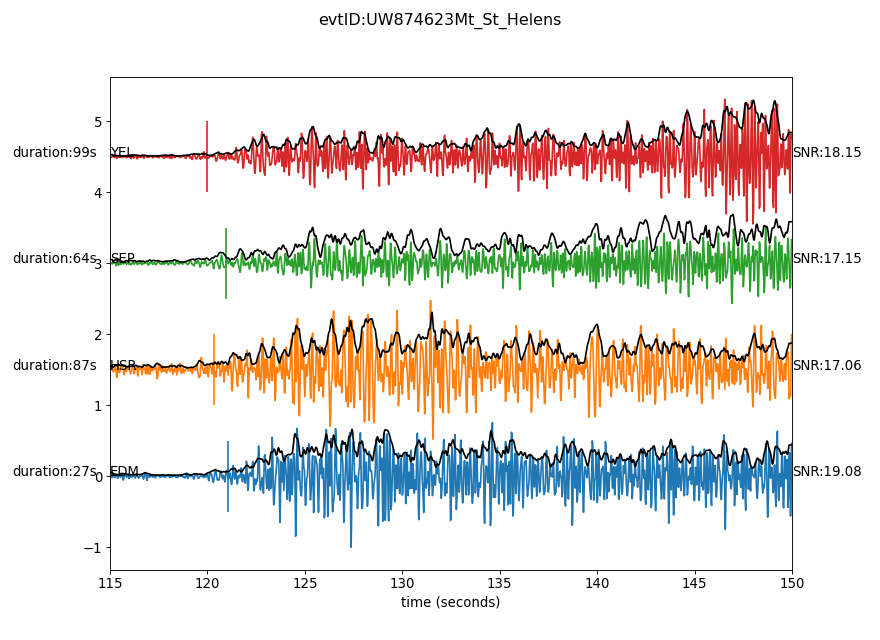 evtID:UW874623Mt_St_Helens
5
duration:99s YEL SNR:18.15
4
duration:64s SEP SNR:17.15
3
2
duration:87s HSR SNR:17.06
1
duration:27s EDM SNR:19.08
0
−1
115 120 125 130 135 140 145 150
time (seconds)